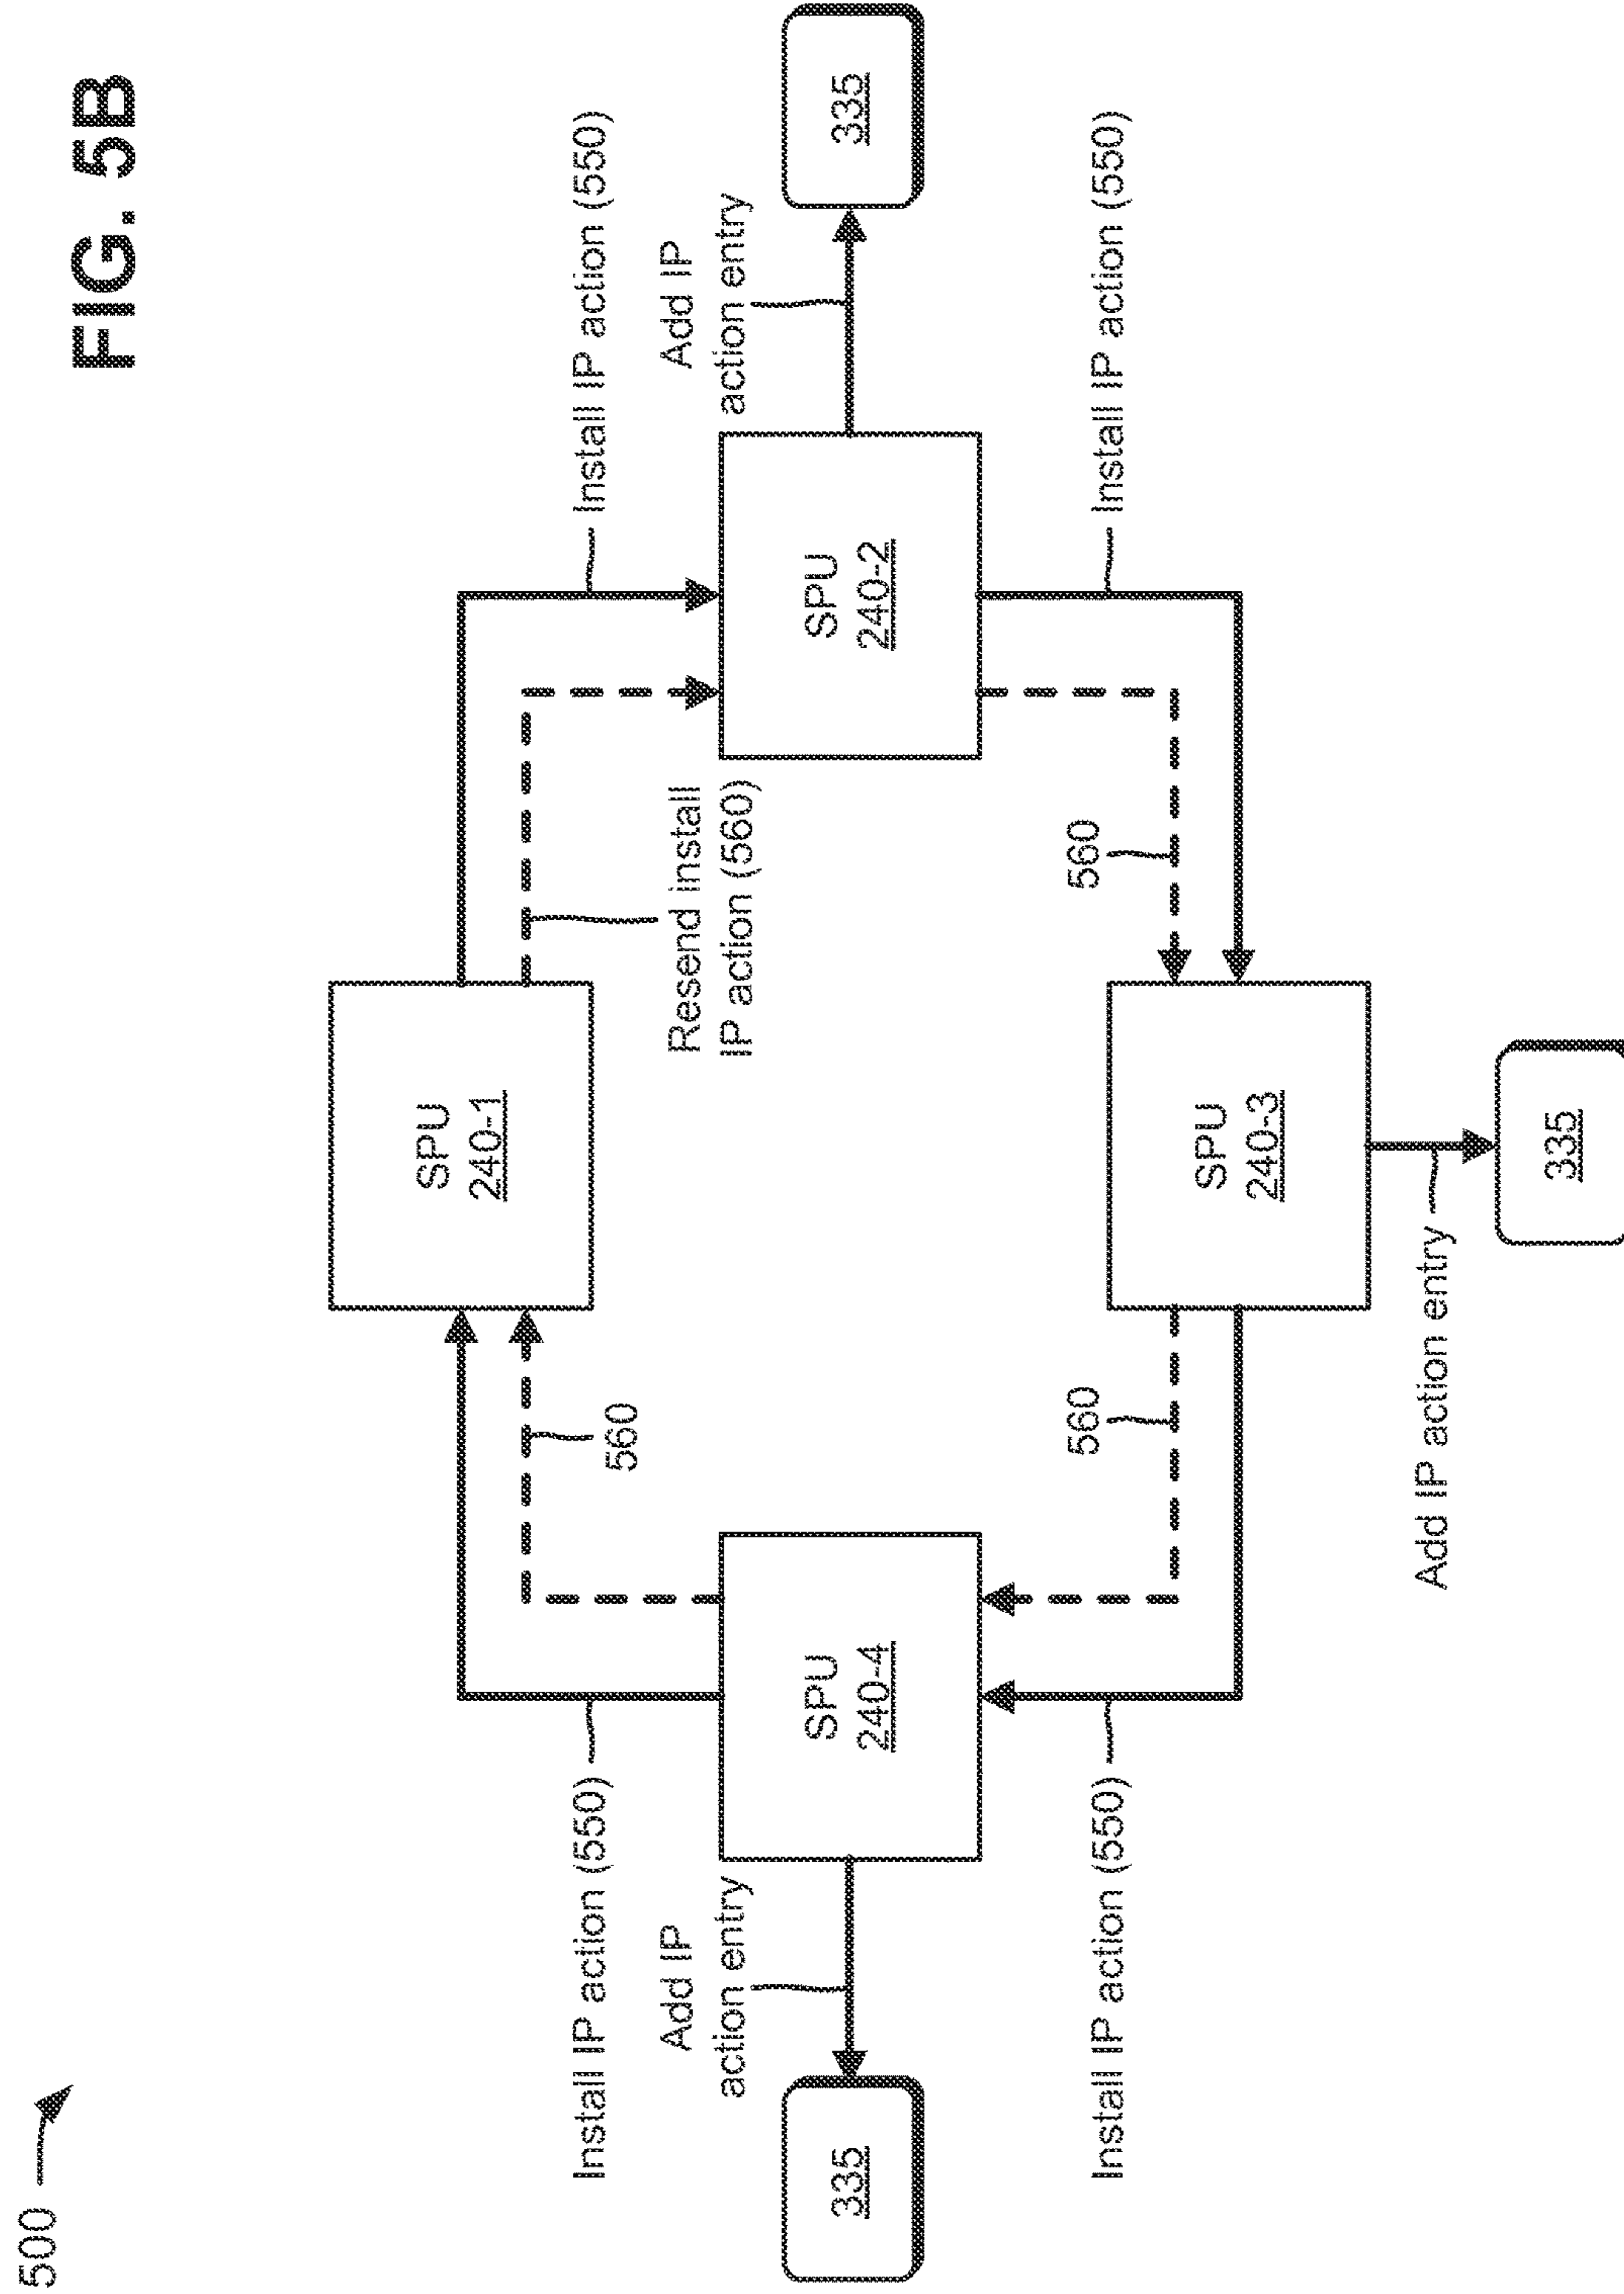 FIG. 5B
500
SPU
240-1
Install IP action (550)
Install IP action (550)
Resend install
IP action (560)
560
Add IP
action entry
335
SPU
240-4
SPU
240-2
Add IP
action entry
335
560
560
Install IP action (550)
Install IP action (550)
SPU
240-3
Add IP action entry
335